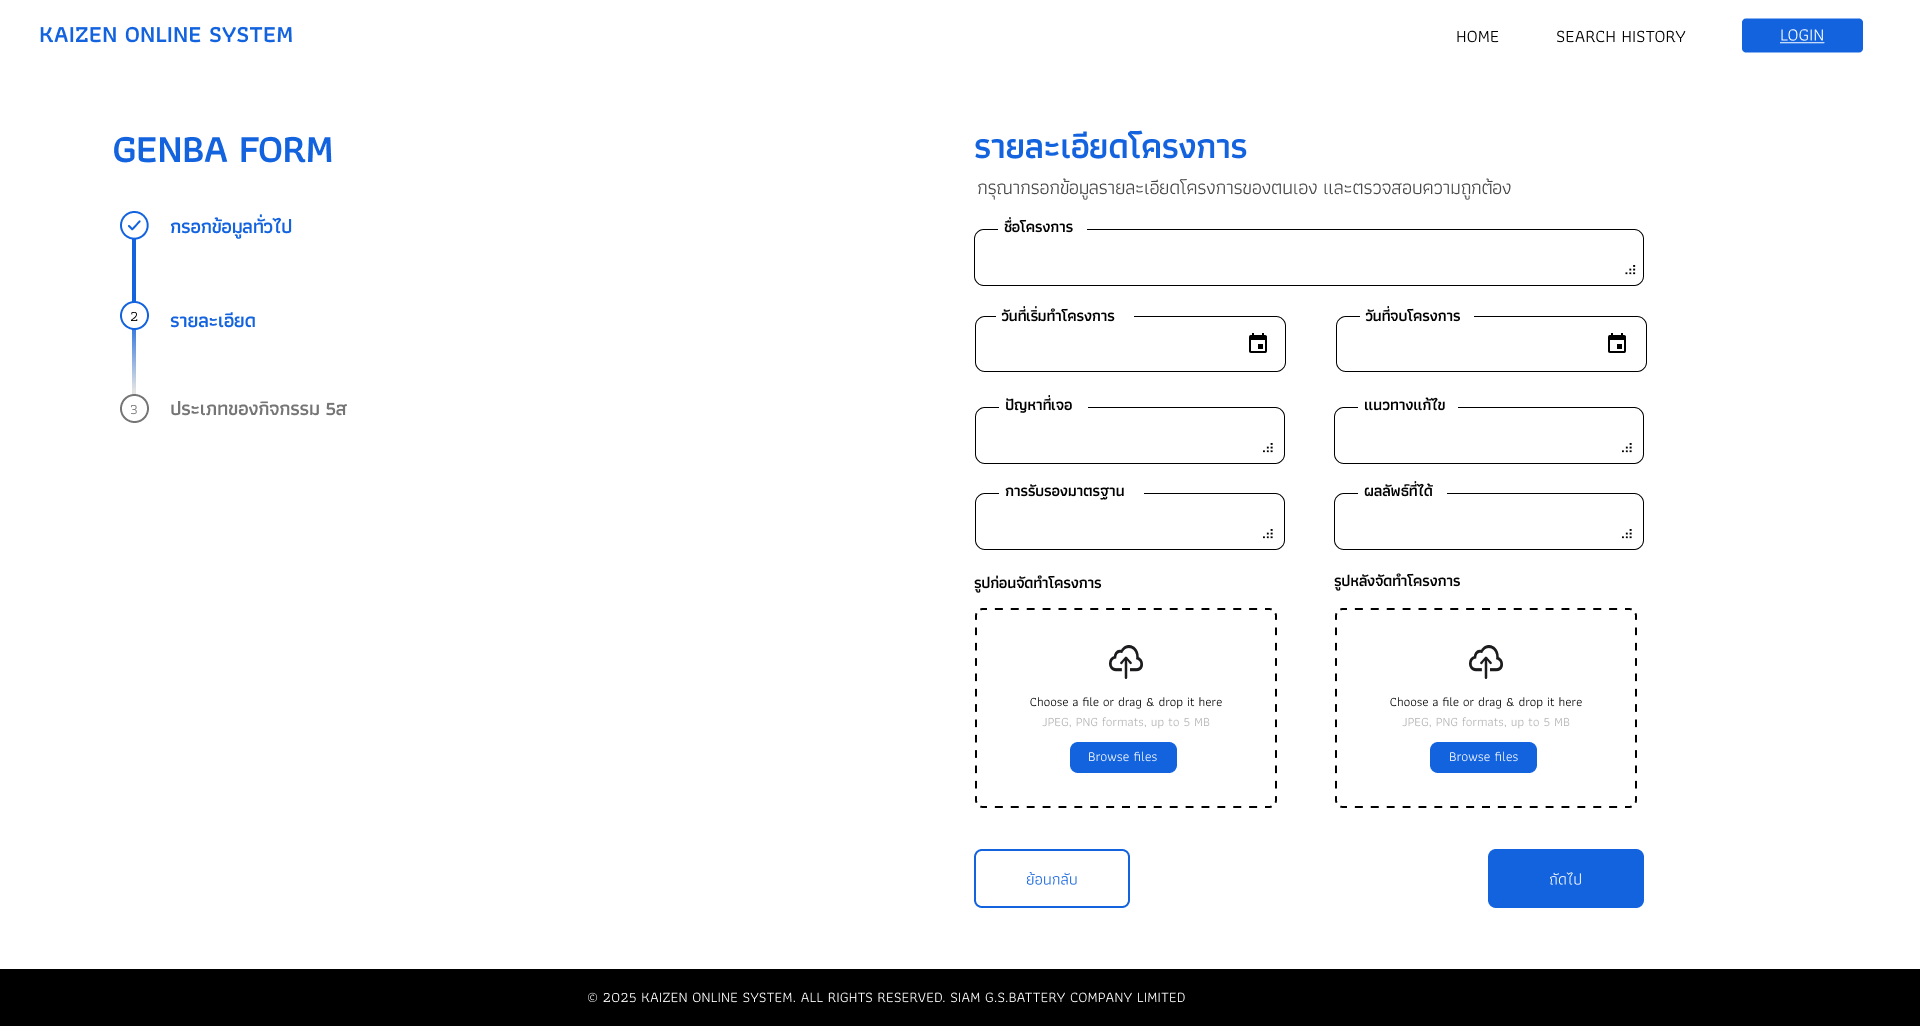 KAIZEN ONLINE SYSTEM
HOME
SEARCH HISTORY
LOGIN
GENBA FORM
กรอกข้อมูลทั่วไป
2
รายละเอียด
3
ประเภทของกิจกรรม 5ส
รายละเอียดโครงการ
กรุณากรอกข้อมูลรายละเอียดโครงการของตนเอง และตรวจสอบความถูกต้อง
ชื่อโครงการ
วันที่เริ่มทำโครงการ
วันที่จบโครงการ
ปัญหาที่เจอ
แนวทางแก้ไข
การรับรองมาตรฐาน
ผลลัพธ์ที่ได้
รูปก่อนจัดทำโครงการ
รูปหลังจัดทำโครงการ
Choose a file or drag & drop it here
JPEG, PNG formats, up to 5 MB
Browse files
Choose a file or drag & drop it here
JPEG, PNG formats, up to 5 MB
Browse files
ย้อนกลับ
ถัดไป
© 2025 KAIZEN ONLINE SYSTEM. ALL RIGHTS RESERVED. SIAM G.S.BATTERY COMPANY LIMITED